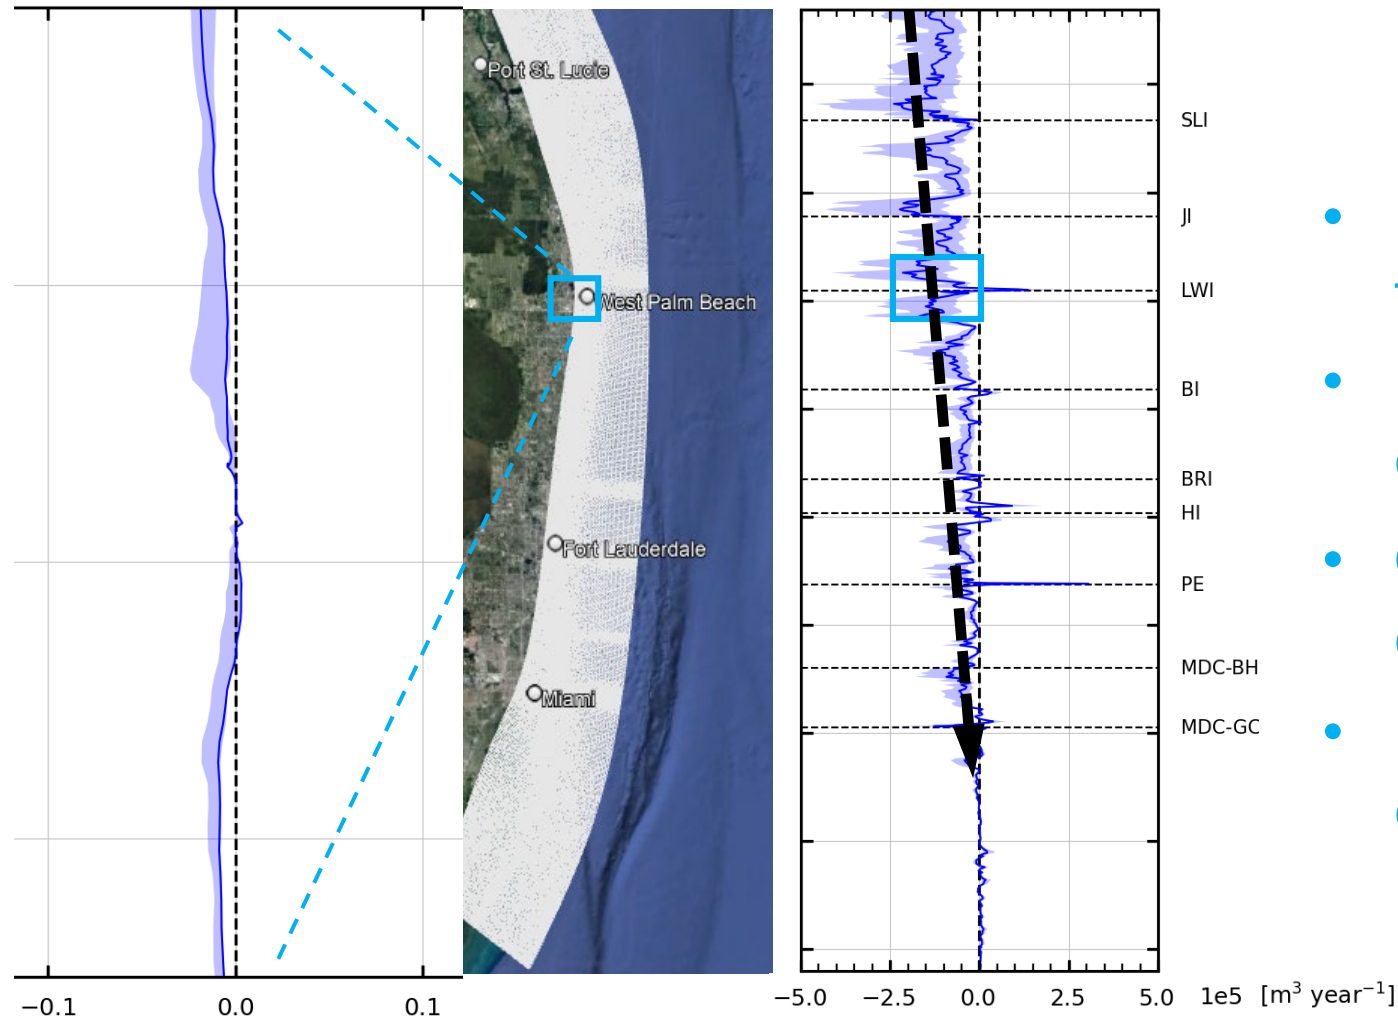 Port St. Lucie
West Palm Beach
Fort Lauderdale
Miami
SLI
JI
LWI
BI
BRI
HI
PE
MDC-BH
MDC-GC
−0.1 0.0 0.1
−5.0 −2.5 0.0 2.5 5.0 1e5 [m³ year⁻¹]